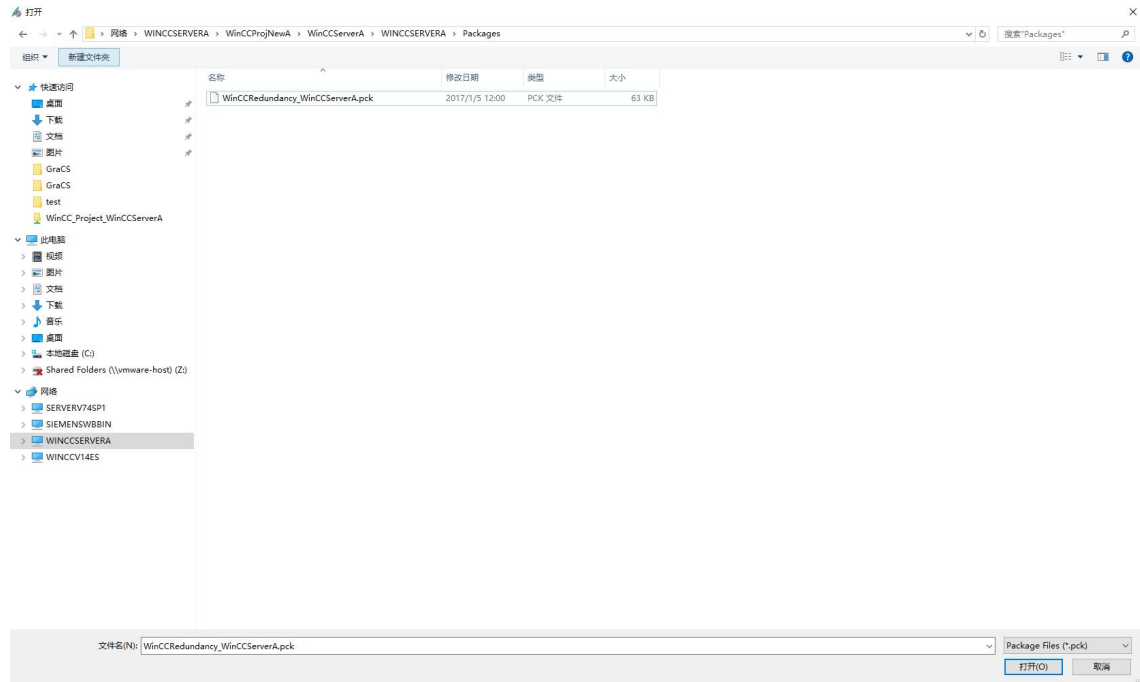 打开
网络 › WINCCSERVERA › WinCCProjNewA › WinCCServerA › WINCCSERVERA › Packages
搜索"Packages"
组织
新建文件夹
名称 修改日期 类型 大小
WinCCRedundancy_WinCCServerA.pck 2017/1/5 12:00 PCK 文件 63 KB
快速访问
桌面
下载
文档
图片
GraCS
GraCS
test
WinCC_Project_WinCCServerA
此电脑
视频
图片
文档
下载
音乐
桌面
本地磁盘 (C:)
Shared Folders (\\vmware-host) (Z:)
网络
SERVERV74SP1
SIEMENSWBBIN
WINCCSERVERA
WINCCV14ES
文件名(N): WinCCRedundancy_WinCCServerA.pck
Package Files (*.pck)
打开(O) 取消